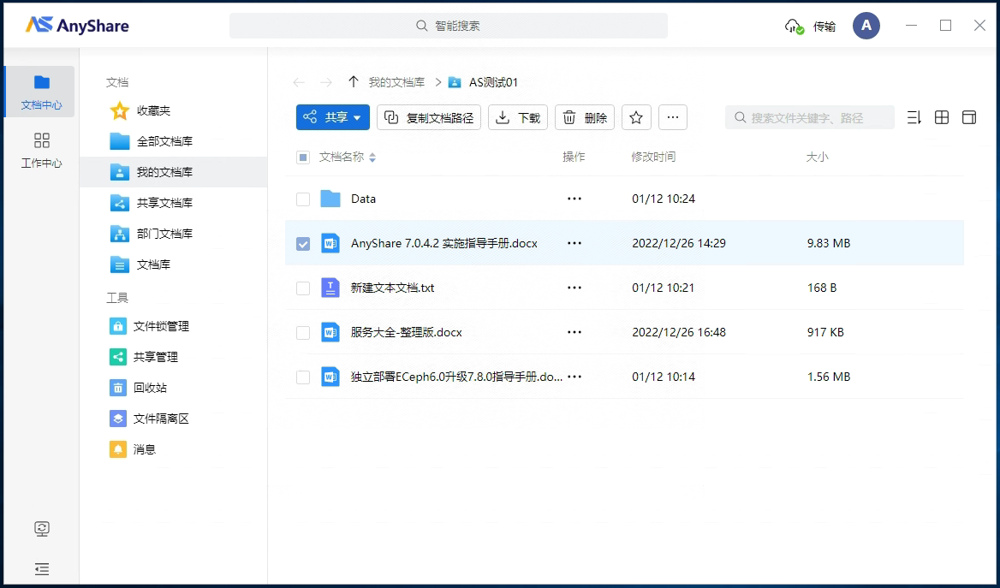 AnyShare
智能搜索
传输
A
文档中心
工作中心
文档
收藏夹
全部文档库
我的文档库
共享文档库
部门文档库
文档库
工具
文件锁管理
共享管理
回收站
文件隔离区
消息
我的文档库 > AS测试01
共享 复制文档路径 下载 删除 ···
搜索文件关键字、路径
文档名称 操作 修改时间 大小
Data ··· 01/12 10:24
AnyShare 7.0.4.2 实施指导手册.docx ··· 2022/12/26 14:29 9.83 MB
新建文本文档.txt ··· 01/12 10:21 168 B
服务大全-整理版.docx ··· 2022/12/26 16:48 917 KB
独立部署ECeph6.0升级7.8.0指导手册.do... ··· 01/12 10:14 1.56 MB